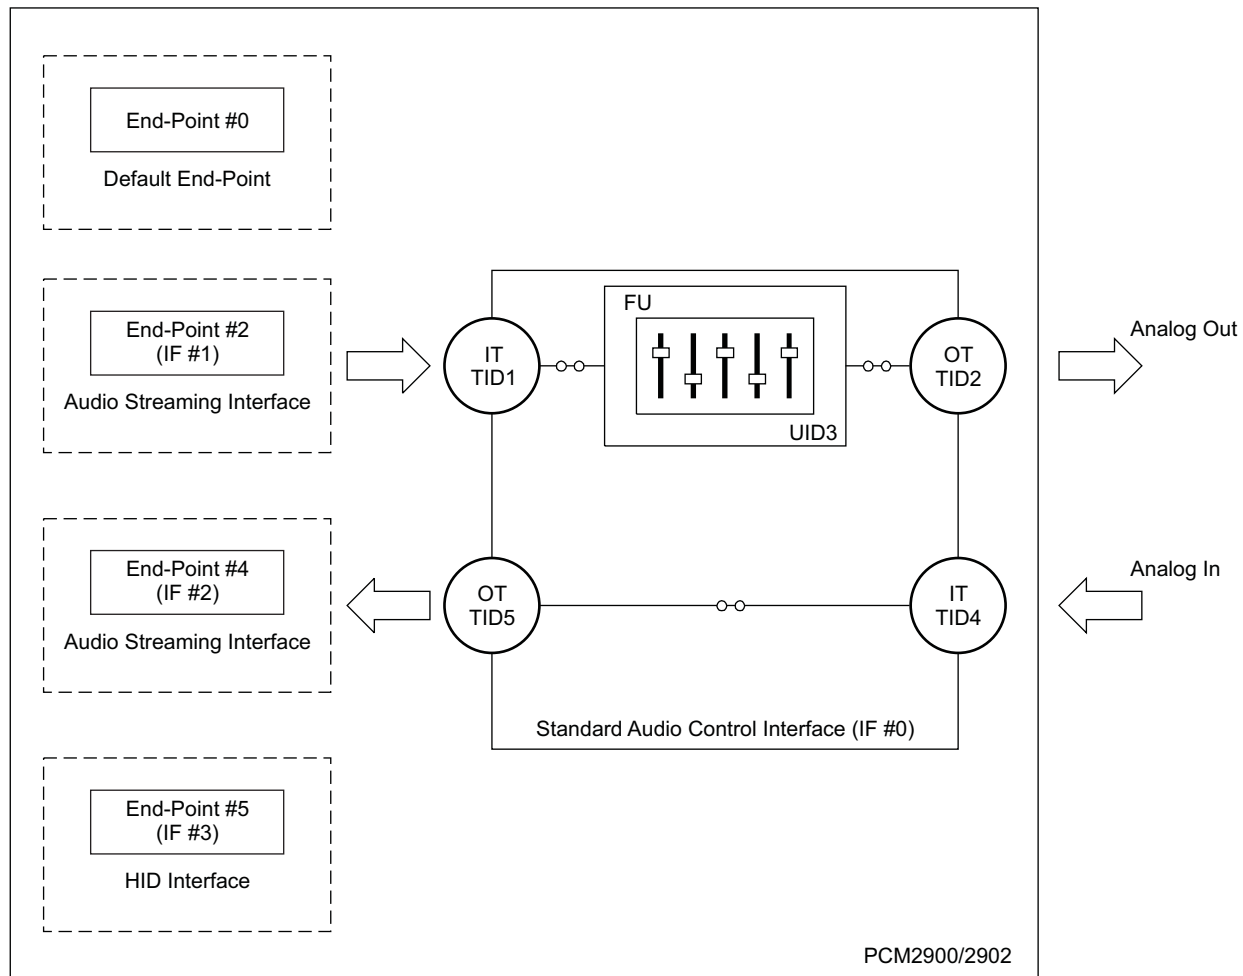 End-Point #0
Default End-Point
End-Point #2
(IF #1)
Audio Streaming Interface
IT
TID1
FU
UID3
OT
TID2
Analog Out
End-Point #4
(IF #2)
Audio Streaming Interface
OT
TID5
IT
TID4
Analog In
Standard Audio Control Interface (IF #0)
End-Point #5
(IF #3)
HID Interface
PCM2900/2902